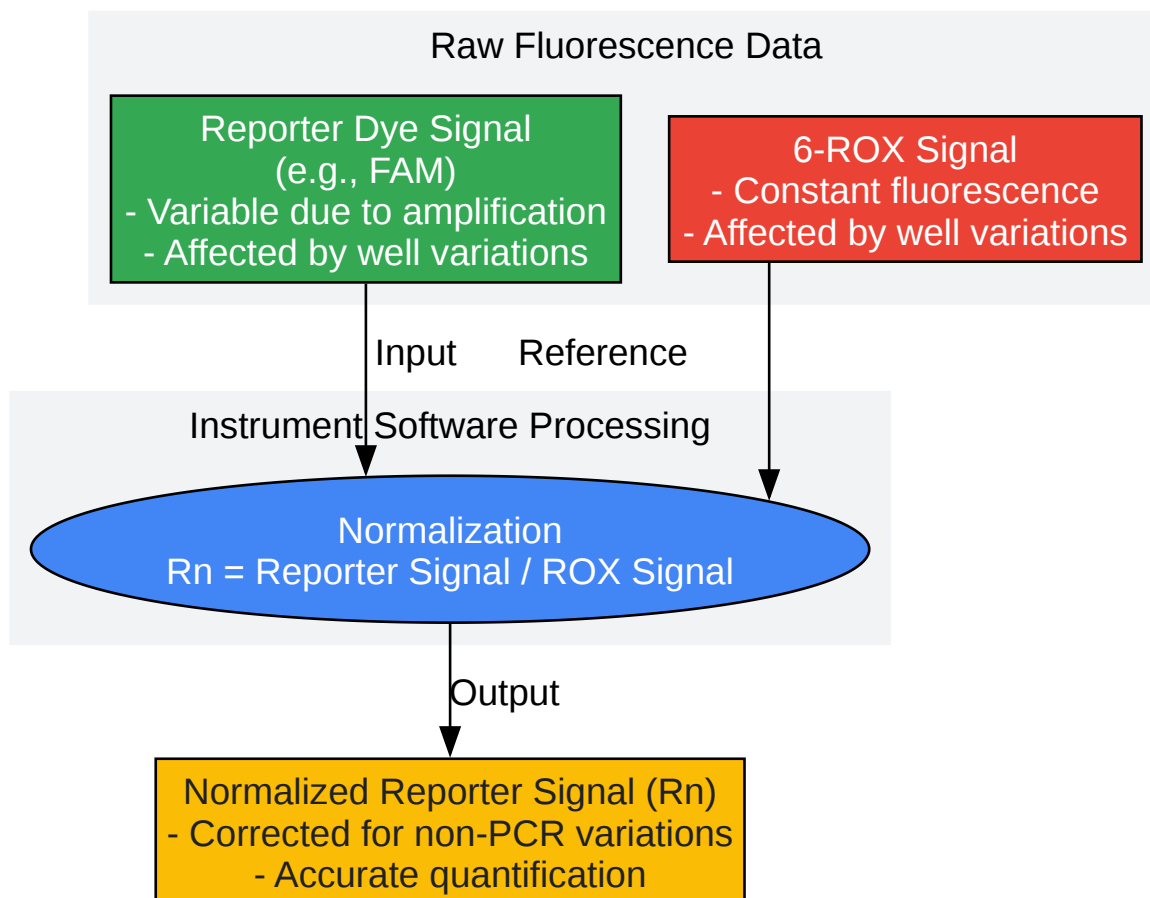 Raw Fluorescence Data
Reporter Dye Signal
(e.g., FAM)
- Variable due to amplification
- Affected by well variations
6-ROX Signal
- Constant fluorescence
- Affected by well variations
Input
Reference
Instrument Software Processing
Normalization
Rn = Reporter Signal / ROX Signal
Output
Normalized Reporter Signal (Rn)
- Corrected for non-PCR variations
- Accurate quantification